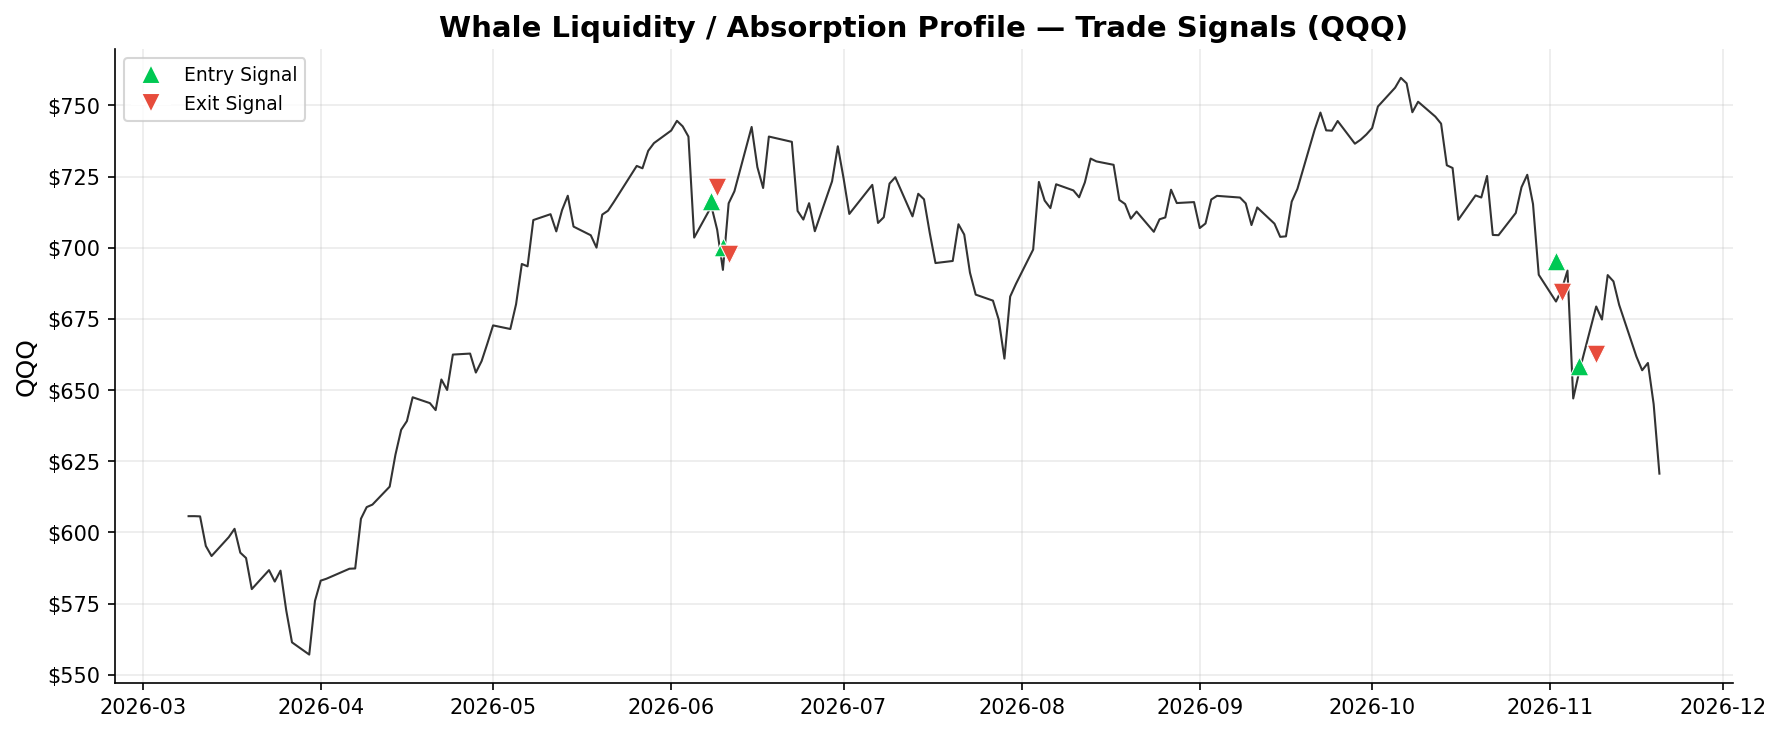 Whale Liquidity / Absorption Profile — Trade Signals (QQQ)
Entry Signal
Exit Signal
$750
$725
$700
$675
$650
$625
$600
$575
$550
QQQ
2026-03 2026-04 2026-05 2026-06 2026-07 2026-08 2026-09 2026-10 2026-11 2026-12